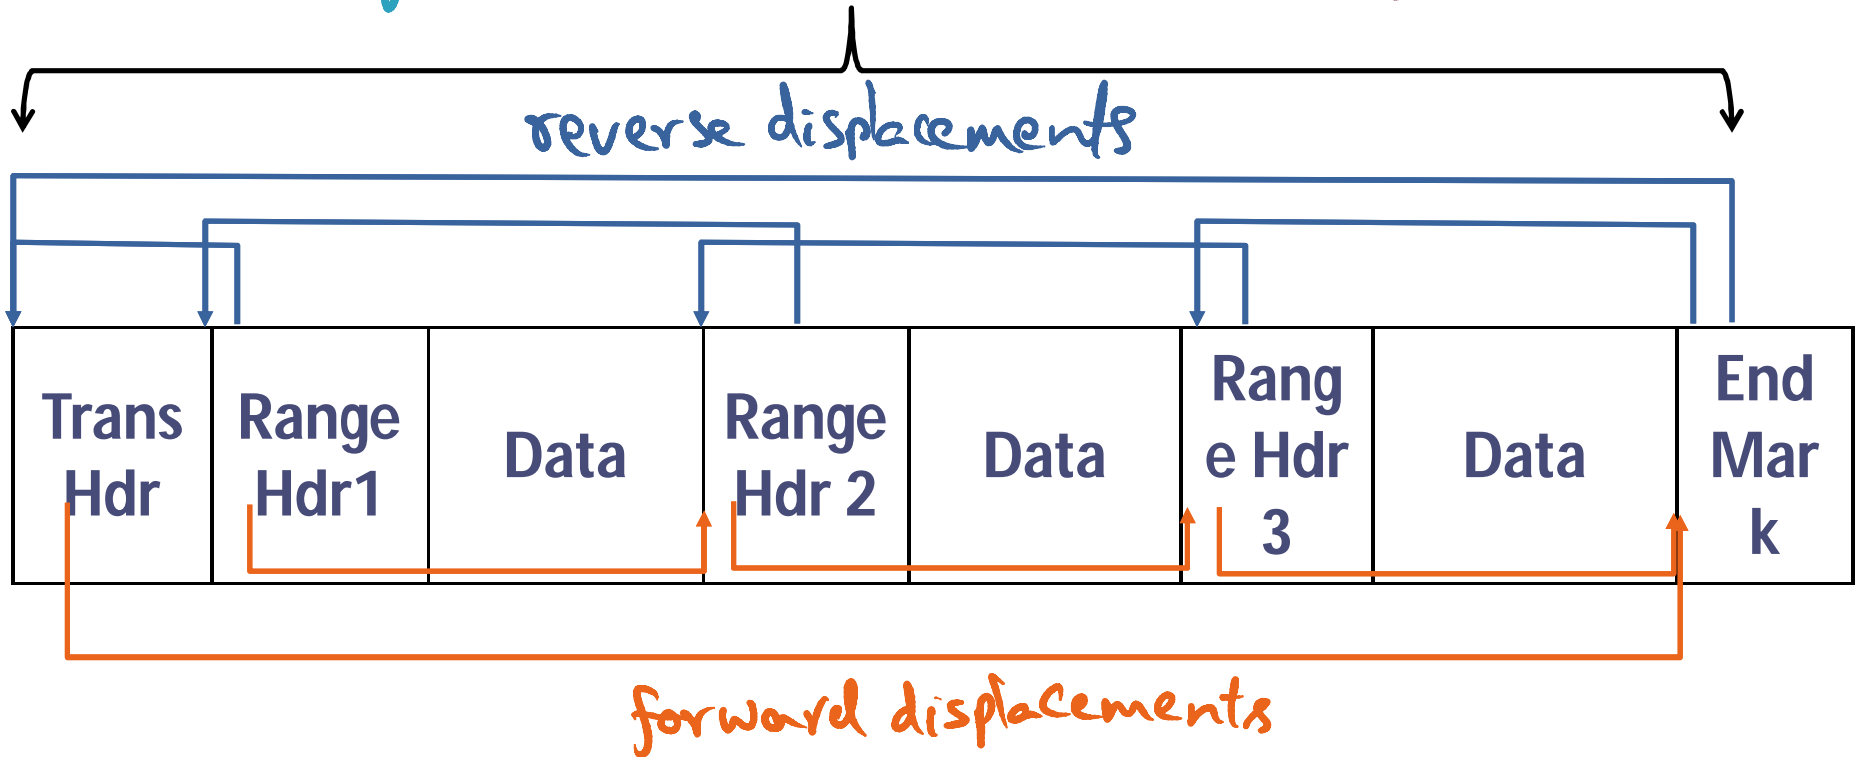 reverse displacements
Trans
Hdr
Range
Hdr1
Data
Range
Hdr 2
Data
Rang
e Hdr
3
Data
End
Mar
k
forward displacements